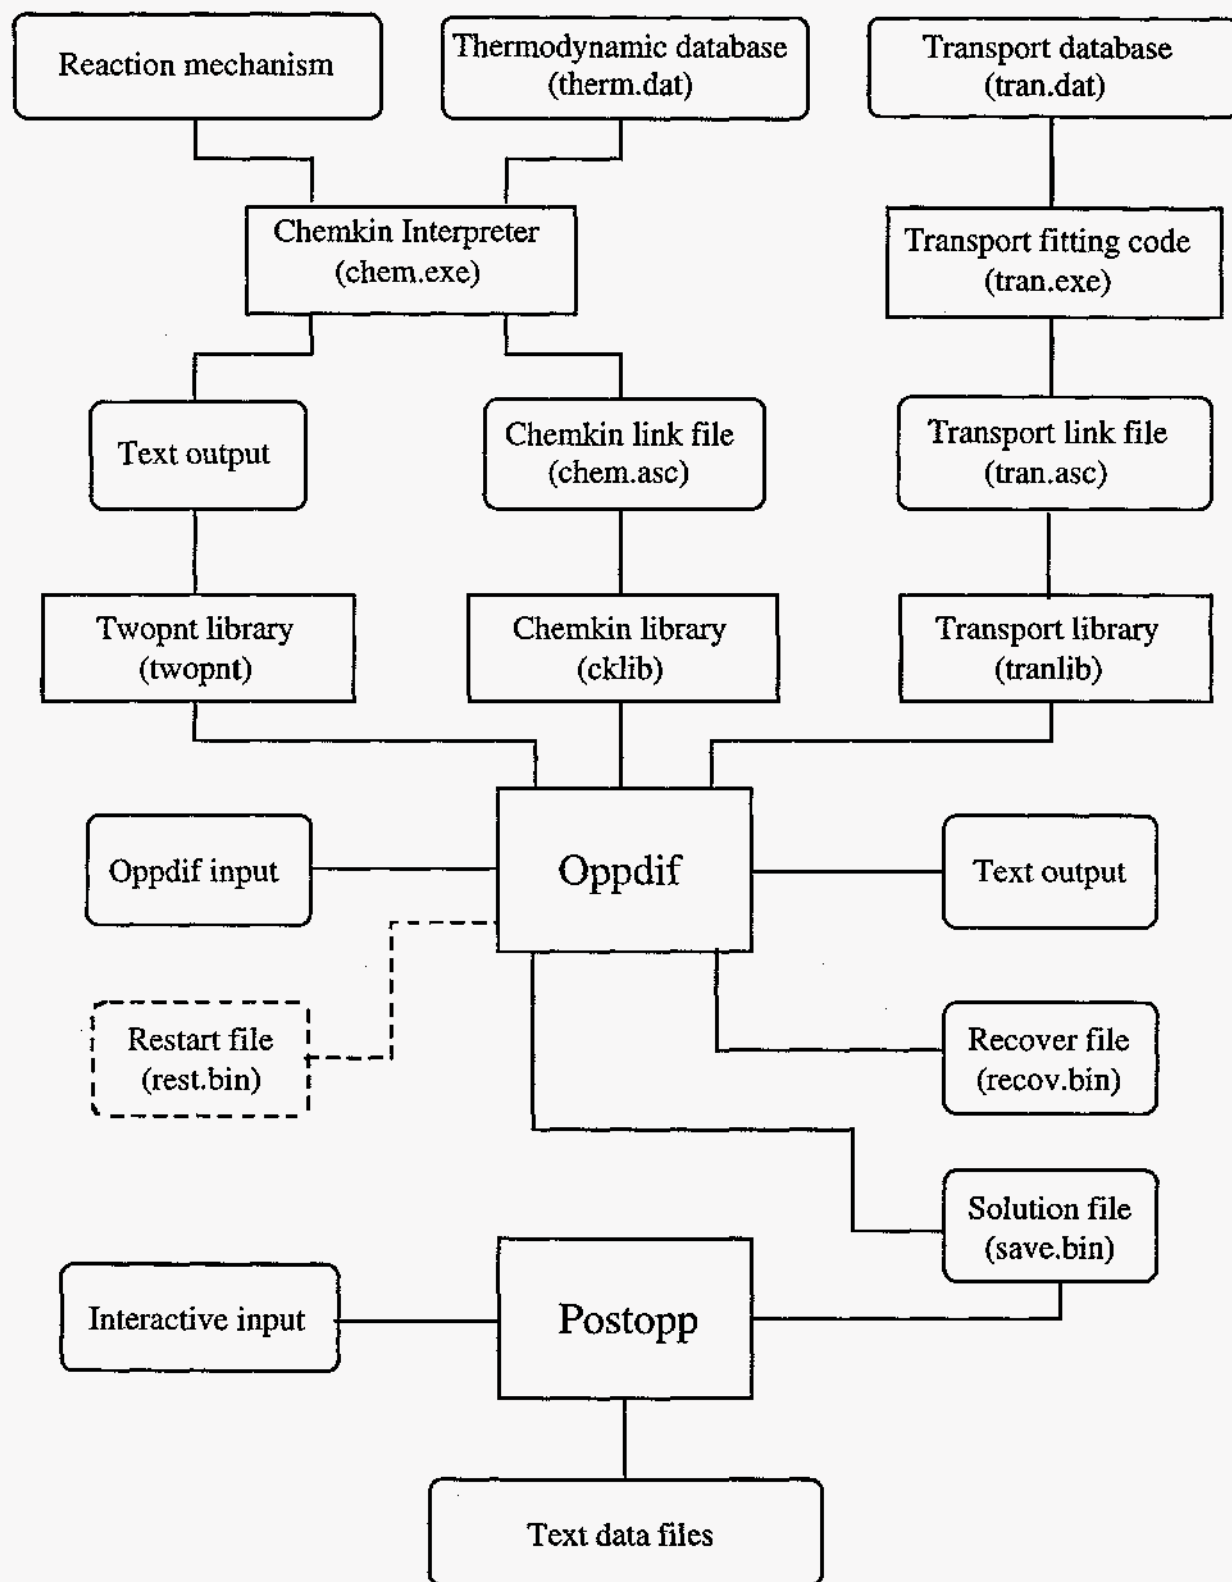 Reaction mechanism
Thermodynamic database
(therm.dat)
Transport database
(tran.dat)
Chemkin Interpreter
(chem.exe)
Transport fitting code
(tran.exe)
Text output
Chemkin link file
(chem.asc)
Transport link file
(tran.asc)
Twopnt library
(twopnt)
Chemkin library
(cklib)
Transport library
(tranlib)
Oppdif input
Oppdif
Text output
Restart file
(rest.bin)
Recover file
(recov.bin)
Solution file
(save.bin)
Interactive input
Postopp
Text data files